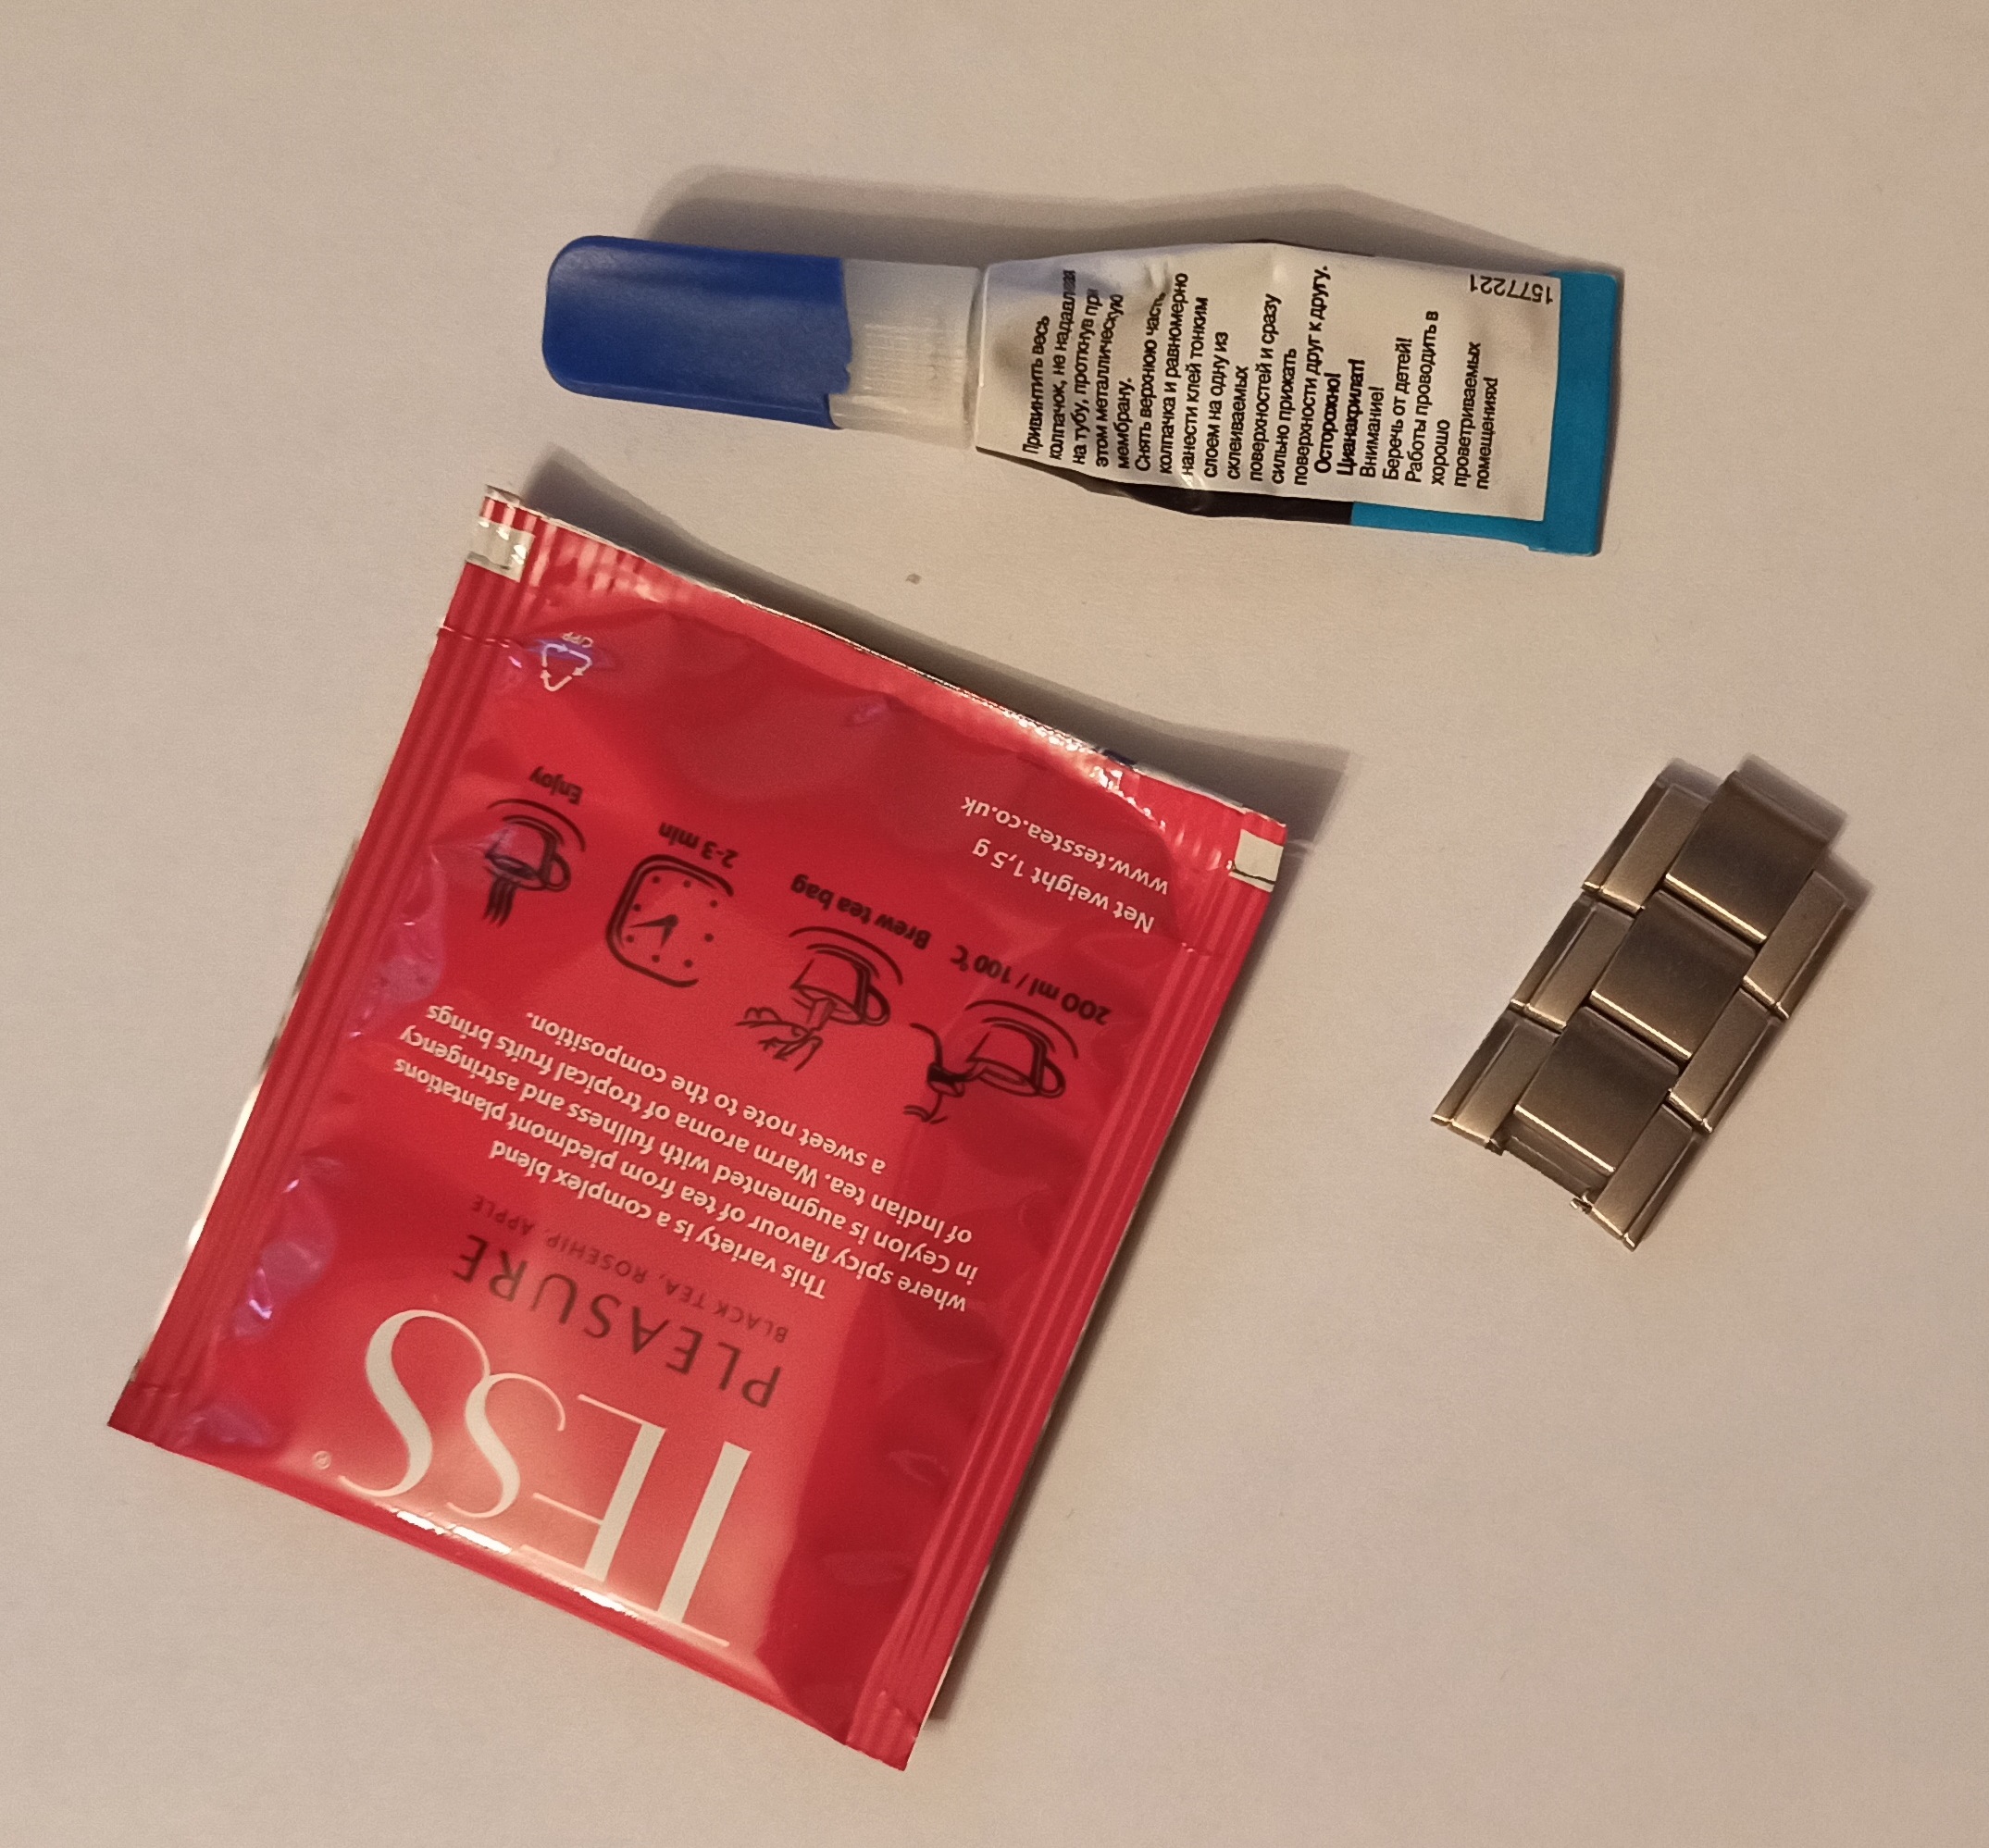 Привинтить весь
колпачок, не надавливая
на тубу, проткнув при
этом металлическую
мембрану.
Снять верхнюю часть
колпачка и равномерно
нанести клей тонким
слоем на одну из
склеиваемых
поверхностей и сразу
сильно прижать
поверхности друг к другу.
Осторожно!
Цианакрилат!
Внимание!
Беречь от детей!
Работы проводить в
хорошо
проветриваемых
помещениях!
1577221
TESS®
PLEASURE
BLACK TEA, ROSEHIP, APPLE
This variety is a complex blend
where spicy flavour of tea from piedmont plantations
in Ceylon is augmented with fullness and astringency
of Indian tea. Warm aroma of tropical fruits brings
a sweet note to the composition.
200 ml / 100°C
Brew tea bag
2-3 min
Enjoy
Net weight 1,5 g
www.tesstea.co.uk